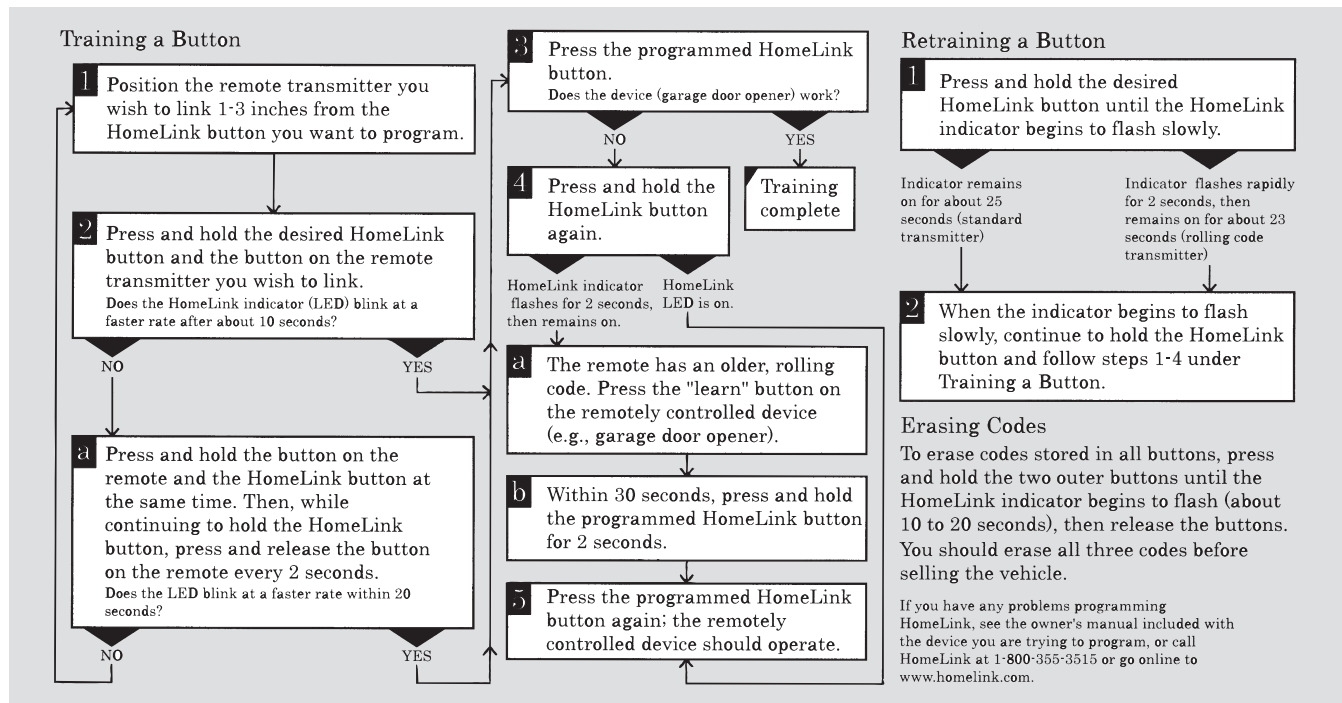 Training a Button
1
Position the remote transmitter you
wish to link 1-3 inches from the
HomeLink button you want to program.
2
Press and hold the desired HomeLink
button and the button on the remote
transmitter you wish to link.
Does the HomeLink indicator (LED) blink at a
faster rate after about 10 seconds?
NO
YES
a
Press and hold the button on the
remote and the HomeLink button at
the same time. Then, while
continuing to hold the HomeLink
button, press and release the button
on the remote every 2 seconds.
Does the LED blink at a faster rate within 20
seconds?
NO
YES
3
Press the programmed HomeLink
button.
Does the device (garage door opener) work?
NO
YES
4
Press and hold the
HomeLink button
again.
Training
complete
HomeLink indicator
flashes for 2 seconds,
then remains on.
HomeLink
LED is on.
a
The remote has an older, rolling
code. Press the "learn" button on
the remotely controlled device
(e.g., garage door opener).
b
Within 30 seconds, press and hold
the programmed HomeLink button
for 2 seconds.
5
Press the programmed HomeLink
button again; the remotely
controlled device should operate.
Retraining a Button
1
Press and hold the desired
HomeLink button until the HomeLink
indicator begins to flash slowly.
Indicator remains
on for about 25
seconds (standard
transmitter)
Indicator flashes rapidly
for 2 seconds, then
remains on for about 23
seconds (rolling code
transmitter)
2
When the indicator begins to flash
slowly, continue to hold the HomeLink
button and follow steps 1-4 under
Training a Button.
Erasing Codes
To erase codes stored in all buttons, press
and hold the two outer buttons until the
HomeLink indicator begins to flash (about
10 to 20 seconds), then release the buttons.
You should erase all three codes before
selling the vehicle.
If you have any problems programming
HomeLink, see the owner's manual included with
the device you are trying to program, or call
HomeLink at 1-800-355-3515 or go online to
www.homelink.com.